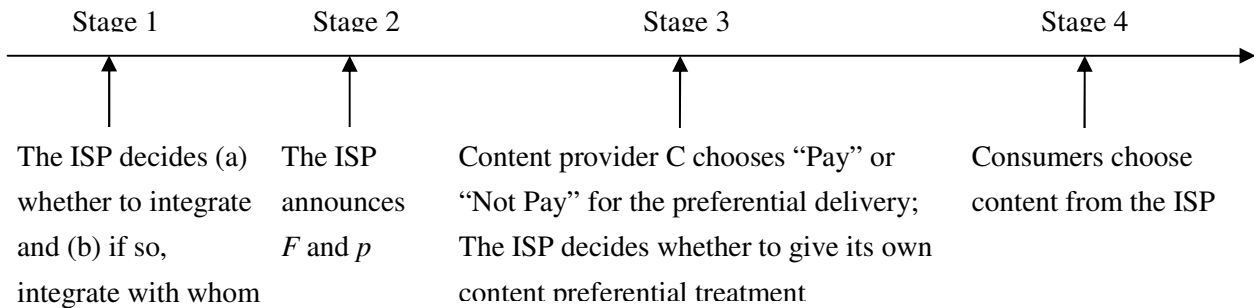 Stage 1 Stage 2 Stage 3 Stage 4
The ISP decides (a)
whether to integrate
and (b) if so,
integrate with whom
The ISP
announces
F and p
Content provider C chooses “Pay” or
“Not Pay” for the preferential delivery;
The ISP decides whether to give its own
content preferential treatment
Consumers choose
content from the ISP